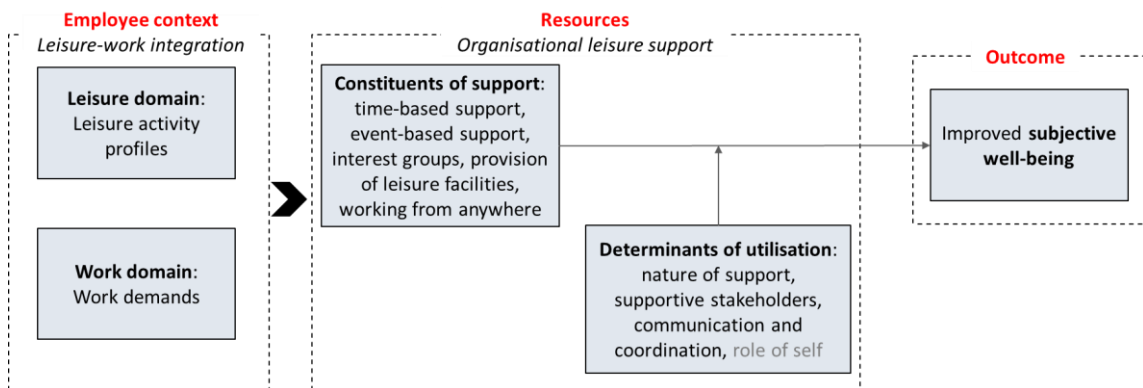 Employee context
Leisure-work integration
Leisure domain:
Leisure activity
profiles
Work domain:
Work demands
Resources
Organisational leisure support
Constituents of support:
time-based support,
event-based support,
interest groups, provision
of leisure facilities,
working from anywhere
Determinants of utilisation:
nature of support,
supportive stakeholders,
communication and
coordination, role of self
Outcome
Improved subjective
well-being